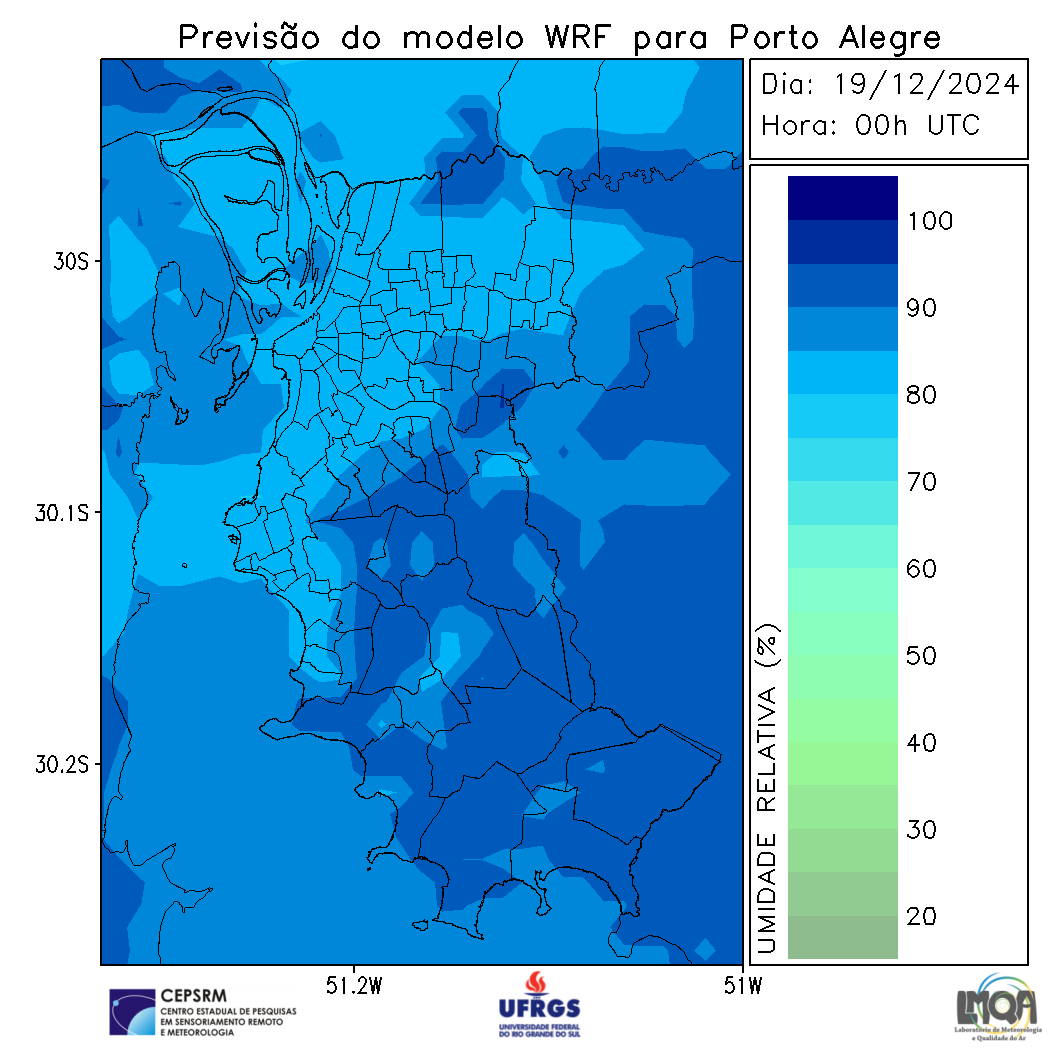 Previsão do modelo WRF para Porto Alegre
Dia: 19/12/2024
Hora: 00h UTC
30S
30.1S
30.2S
51.2W
51W
100
90
80
70
60
50
40
30
20
UMIDADE RELATIVA (%)
CEPSRM
CENTRO ESTADUAL DE PESQUISAS
EM SENSORIAMENTO REMOTO
E METEOROLOGIA
UFRGS
UNIVERSIDADE FEDERAL
DO RIO GRANDE DO SUL
LMQA
Laboratório de Meteorologia
e Qualidade do Ar